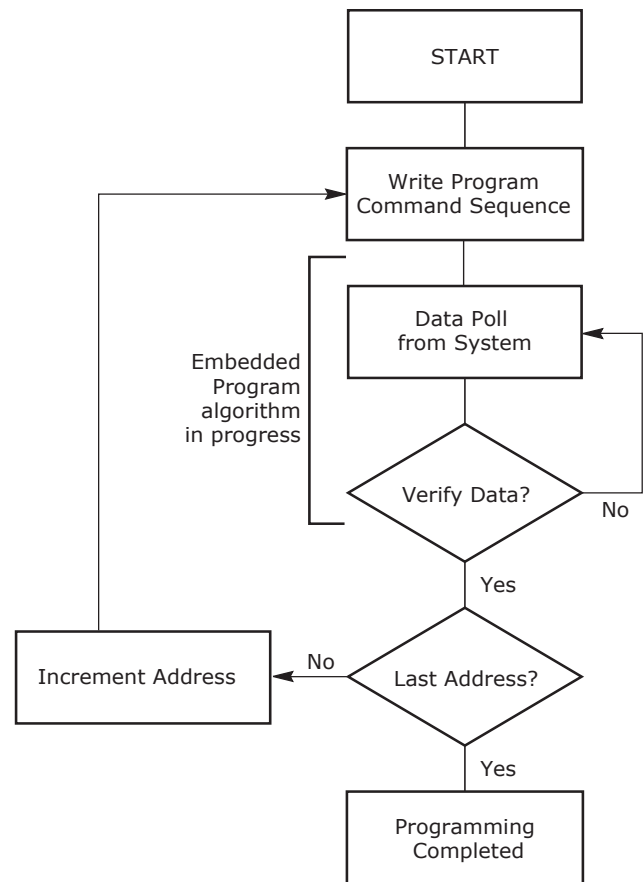 START
Write Program
Command Sequence
Data Poll
from System
Embedded
Program
algorithm
in progress
Verify Data?
No
Yes
Increment Address
No
Last Address?
Yes
Programming
Completed